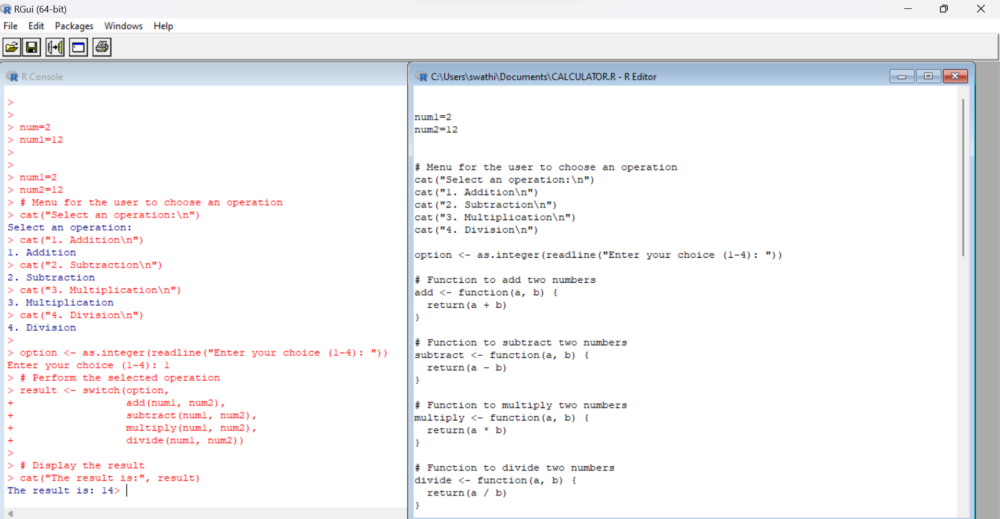 RGui (64-bit)
File Edit Packages Windows Help
R Console
>
>
> num=2
> num1=12
>
>
> num1=2
> num2=12
> # Menu for the user to choose an operation
> cat("Select an operation:\n")
Select an operation:
> cat("1. Addition\n")
1. Addition
> cat("2. Subtraction\n")
2. Subtraction
> cat("3. Multiplication\n")
3. Multiplication
> cat("4. Division\n")
4. Division
>
> option <- as.integer(readline("Enter your choice (1-4): "))
Enter your choice (1-4): 1
> # Perform the selected operation
> result <- switch(option,
+                   add(num1, num2),
+                   subtract(num1, num2),
+                   multiply(num1, num2),
+                   divide(num1, num2))
>
> # Display the result
> cat("The result is:", result)
The result is: 14>
C:\Users\swathi\Documents\CALCULATOR.R - R Editor
num1=2
num2=12
# Menu for the user to choose an operation
cat("Select an operation:\n")
cat("1. Addition\n")
cat("2. Subtraction\n")
cat("3. Multiplication\n")
cat("4. Division\n")
option <- as.integer(readline("Enter your choice (1-4): "))
# Function to add two numbers
add <- function(a, b) {
  return(a + b)
}
# Function to subtract two numbers
subtract <- function(a, b) {
  return(a - b)
}
# Function to multiply two numbers
multiply <- function(a, b) {
  return(a * b)
}
# Function to divide two numbers
divide <- function(a, b) {
  return(a / b)
}